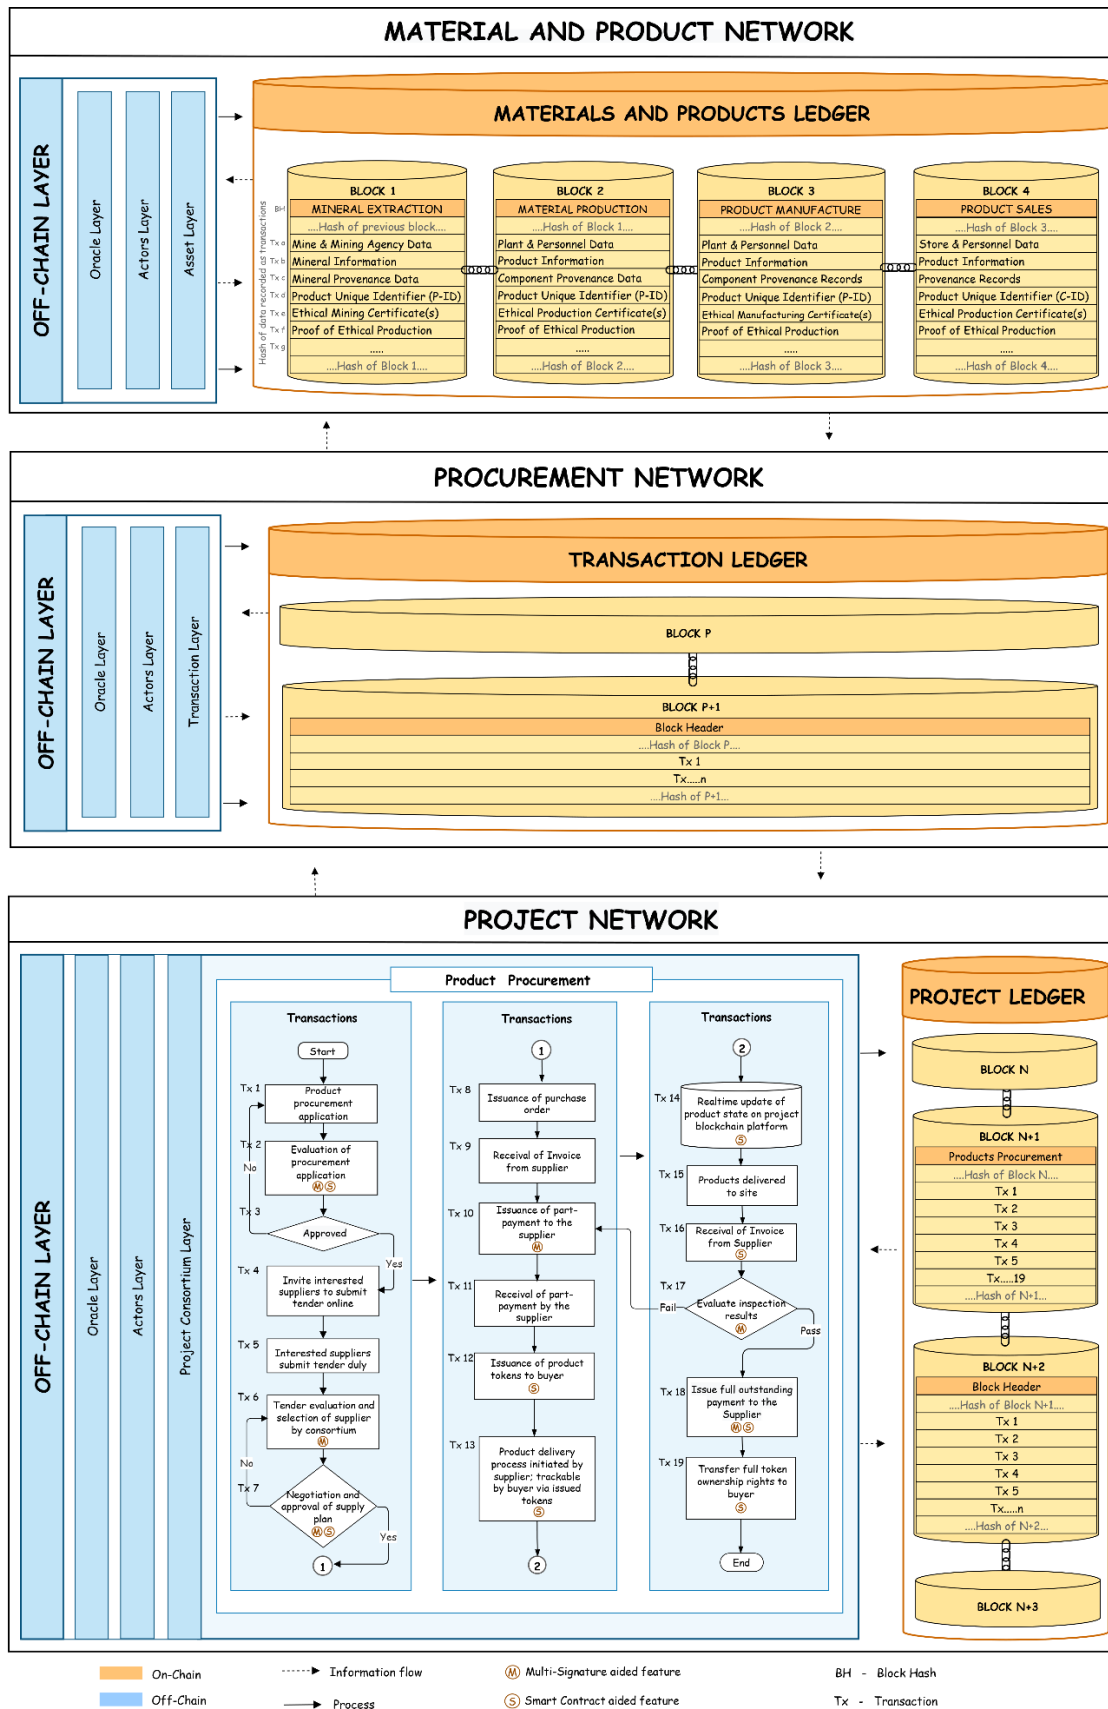 MATERIAL AND PRODUCT NETWORK
OFF-CHAIN LAYER
Oracle Layer
Actors Layer
Asset Layer
MATERIALS AND PRODUCTS LEDGER
Hash of data recorded as transactions
BH
Tx a
Tx b
Tx c
Tx d
Tx e
Tx f
Tx g
BLOCK 1
MINERAL EXTRACTION
....Hash of previous block....
Mine & Mining Agency Data
Mineral Information
Mineral Provenance Data
Product Unique Identifier (P-ID)
Ethical Mining Certificate(s)
Proof of Ethical Production
.....
....Hash of Block 1....
BLOCK 2
MATERIAL PRODUCTION
....Hash of Block 1....
Plant & Personnel Data
Product Information
Component Provenance Data
Product Unique Identifier (P-ID)
Ethical Production Certificate(s)
Proof of Ethical Production
.....
....Hash of Block 2....
BLOCK 3
PRODUCT MANUFACTURE
....Hash of Block 2....
Plant & Personnel Data
Product Information
Component Provenance Records
Product Unique Identifier (P-ID)
Ethical Manufacturing Certificate(s)
Proof of Ethical Production
.....
....Hash of Block 3....
BLOCK 4
PRODUCT SALES
....Hash of Block 3....
Store & Personnel Data
Product Information
Provenance Records
Product Unique Identifier (C-ID)
Ethical Production Certificate(s)
Proof of Ethical Production
.....
....Hash of Block 4....
PROCUREMENT NETWORK
OFF-CHAIN LAYER
Oracle Layer
Actors Layer
Transaction Layer
TRANSACTION LEDGER
BLOCK P
BLOCK P+1
Block Header
....Hash of Block P....
Tx 1
Tx.....n
....Hash of P+1...
PROJECT NETWORK
OFF-CHAIN LAYER
Oracle Layer
Actors Layer
Project Consortium Layer
Product Procurement
Transactions
Start
Tx 1
Product
procurement
application
Tx 2
Evaluation of
procurement
application
M S
No
Tx 3
Approved
Yes
Tx 4
Invite interested
suppliers to submit
tender online
Tx 5
Interested suppliers
submit tender duly
Tx 6
Tender evaluation and
selection of supplier
by consortium
M
No
Tx 7
Negotiation and
approval of supply
plan
M S
Yes
1
Transactions
1
Tx 8
Issuance of purchase
order
Tx 9
Receival of Invoice
from supplier
Tx 10
Issuance of part-
payment to the
supplier
M
Tx 11
Receival of part-
payment by the
supplier
Tx 12
Issuance of product
tokens to buyer
S
Tx 13
Product delivery
process initiated by
supplier; trackable
by buyer via issued
tokens
S
2
Transactions
2
Tx 14
Realtime update of
product state on project
blockchain platform
S
Tx 15
Products delivered
to site
Tx 16
Receival of Invoice
from Supplier
S
Tx 17
Fail
Evaluate inspection
results
M
Pass
Tx 18
Issue full outstanding
payment to the
Supplier
M S
Tx 19
Transfer full token
ownership rights to
buyer
S
End
PROJECT LEDGER
BLOCK N
BLOCK N+1
Products Procurement
....Hash of Block N....
Tx 1
Tx 2
Tx 3
Tx 4
Tx 5
Tx.....19
....Hash of N+1...
BLOCK N+2
Block Header
....Hash of Block N+1....
Tx 1
Tx 2
Tx 3
Tx 4
Tx 5
Tx.....n
....Hash of N+2...
BLOCK N+3
On-Chain
Information flow
M Multi-Signature aided feature
BH - Block Hash
Off-Chain
Process
S Smart Contract aided feature
Tx - Transaction